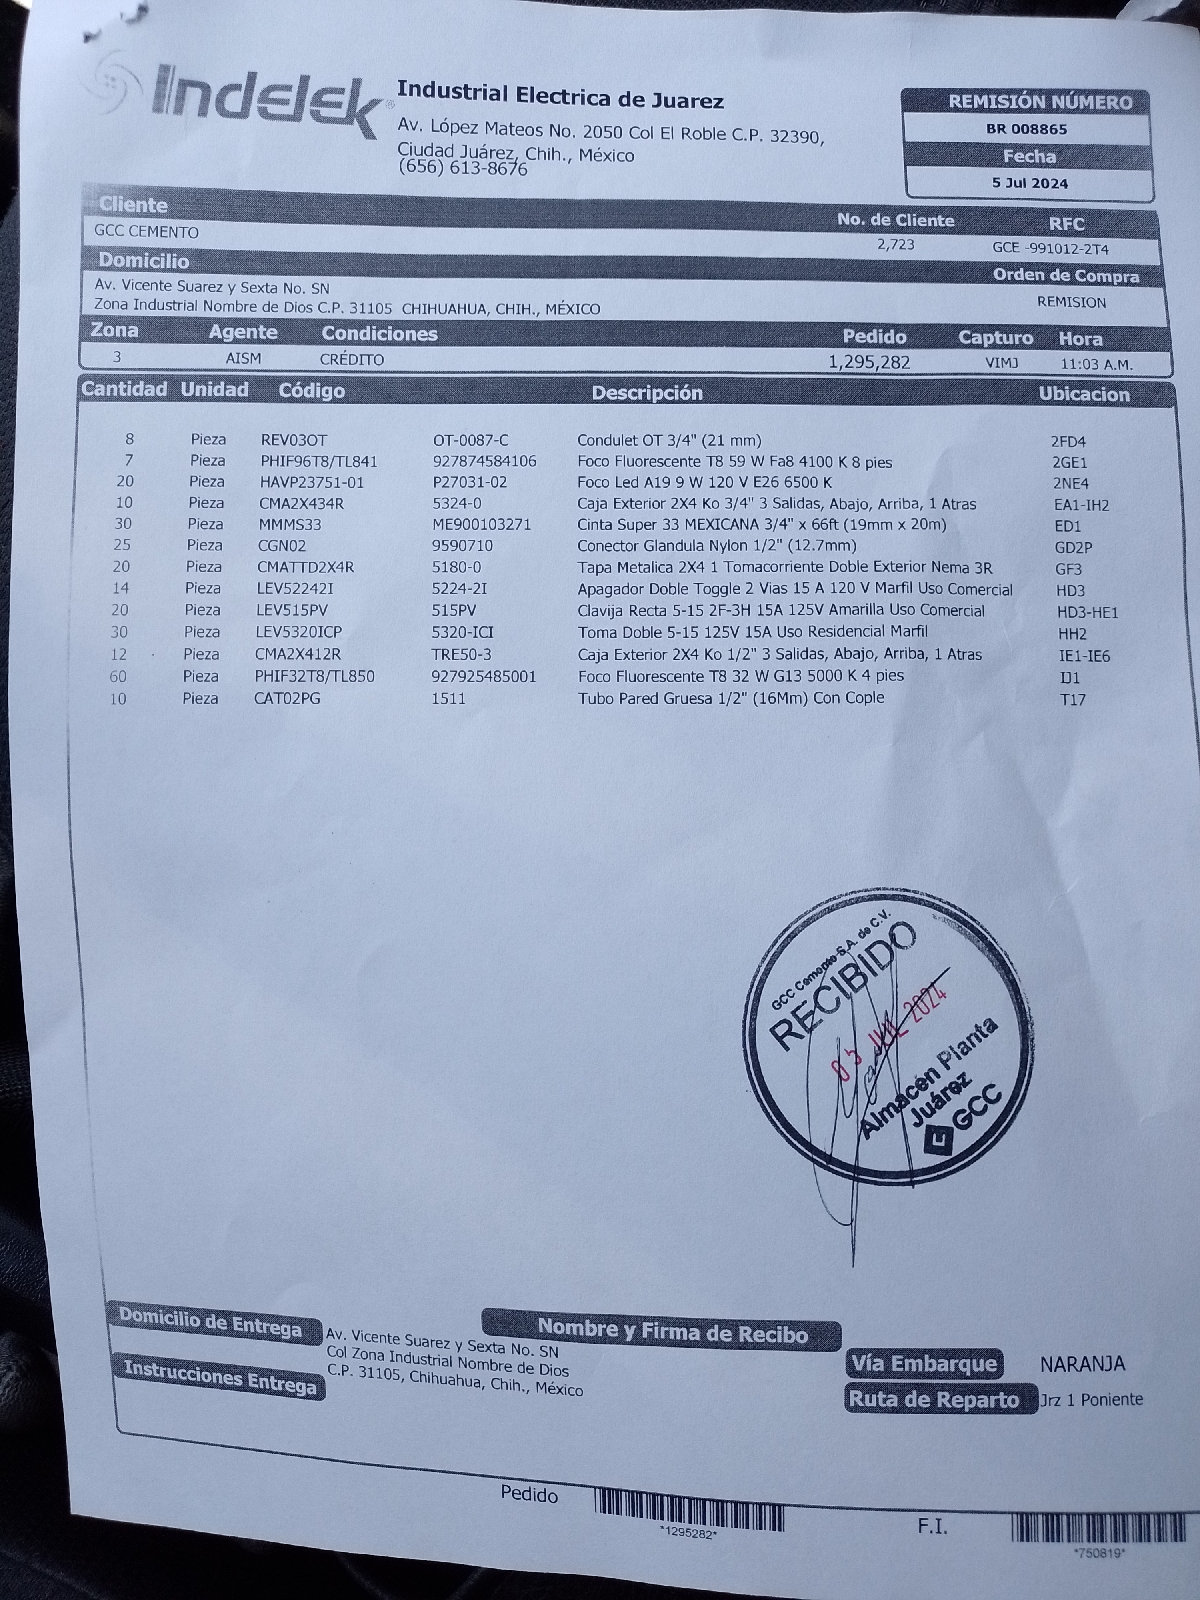 Indelek
Industrial Electrica de Juarez
Av. López Mateos No. 2050 Col El Roble C.P. 32390,
Ciudad Juárez, Chih., México
(656) 613-8676
REMISIÓN NÚMERO
BR 008865
Fecha
5 Jul 2024
Cliente No. de Cliente RFC
GCC CEMENTO 2,723 GCE -991012-2T4
Domicilio Orden de Compra
Av. Vicente Suarez y Sexta No. SN REMISION
Zona Industrial Nombre de Dios C.P. 31105 CHIHUAHUA, CHIH., MÉXICO
Zona Agente Condiciones Pedido Capturo Hora
3 AISM CRÉDITO 1,295,282 VIMJ 11:03 A.M.
Cantidad Unidad Código Descripción Ubicacion
8 Pieza REV03OT OT-0087-C Condulet OT 3/4" (21 mm) 2FD4
7 Pieza PHIF96T8/TL841 927874584106 Foco Fluorescente T8 59 W Fa8 4100 K 8 pies 2GE1
20 Pieza HAVP23751-01 P27031-02 Foco Led A19 9 W 120 V E26 6500 K 2NE4
10 Pieza CMA2X434R 5324-0 Caja Exterior 2X4 Ko 3/4" 3 Salidas, Abajo, Arriba, 1 Atras EA1-IH2
30 Pieza MMMS33 ME900103271 Cinta Super 33 MEXICANA 3/4" x 66ft (19mm x 20m) ED1
25 Pieza CGN02 9590710 Conector Glandula Nylon 1/2" (12.7mm) GD2P
20 Pieza CMATTD2X4R 5180-0 Tapa Metalica 2X4 1 Tomacorriente Doble Exterior Nema 3R GF3
14 Pieza LEV52242I 5224-2I Apagador Doble Toggle 2 Vias 15 A 120 V Marfil Uso Comercial HD3
20 Pieza LEV515PV 515PV Clavija Recta 5-15 2F-3H 15A 125V Amarilla Uso Comercial HD3-HE1
30 Pieza LEV5320ICP 5320-ICI Toma Doble 5-15 125V 15A Uso Residencial Marfil HH2
12 Pieza CMA2X412R TRE50-3 Caja Exterior 2X4 Ko 1/2" 3 Salidas, Abajo, Arriba, 1 Atras IE1-IE6
60 Pieza PHIF32T8/TL850 927925485001 Foco Fluorescente T8 32 W G13 5000 K 4 pies IJ1
10 Pieza CAT02PG 1511 Tubo Pared Gruesa 1/2" (16Mm) Con Cople T17
GCC Cemento S.A. de C.V.
RECIBIDO
05 JUL 2024
Almacén Planta
Juárez
GCC
Domicilio de Entrega
Av. Vicente Suarez y Sexta No. SN
Col Zona Industrial Nombre de Dios
C.P. 31105, Chihuahua, Chih., México
Instrucciones Entrega
Nombre y Firma de Recibo
Vía Embarque NARANJA
Ruta de Reparto Jrz 1 Poniente
Pedido
*1295282*
F.I.
*750819*